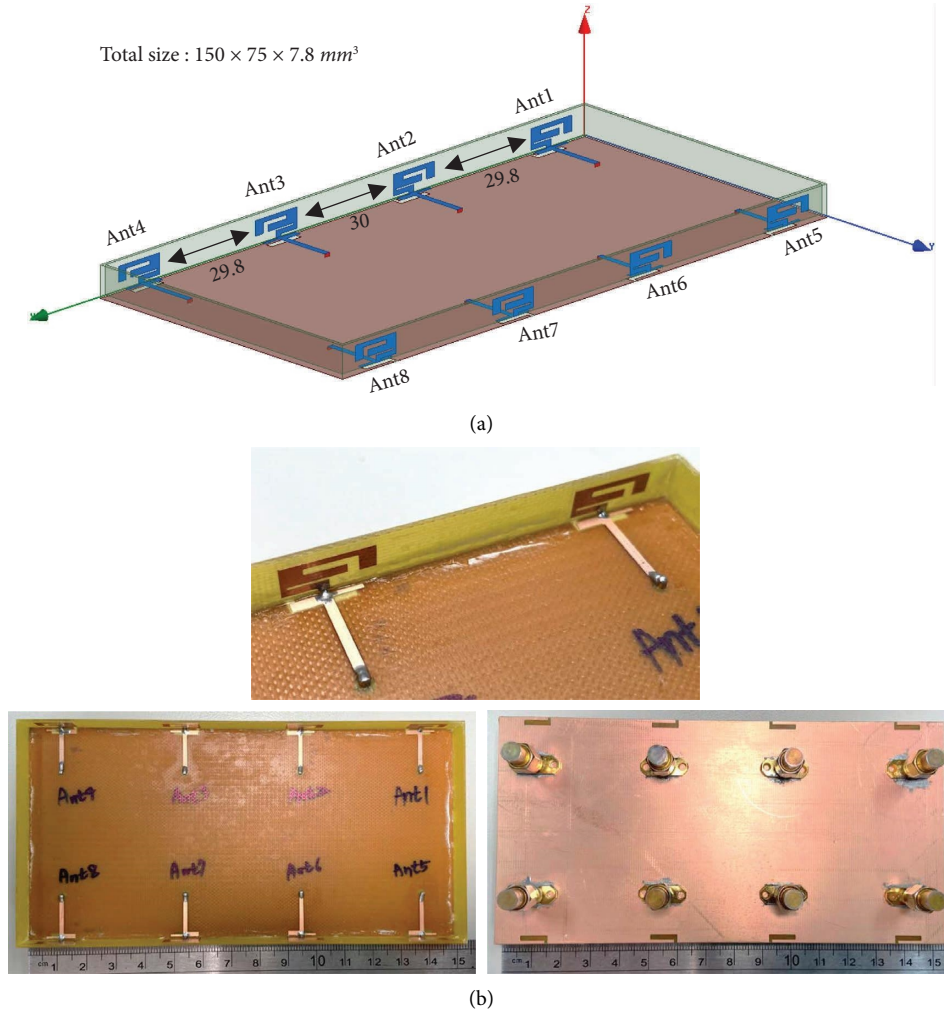 Total size : 150 × 75 × 7.8 mm³
Z
Ant1
Ant2
29.8
Ant3
30
Ant4
29.8
Ant5
Ant6
Ant7
Ant8
(a)
Ant
Ant4 Ant3 Ant2 Ant1
Ant8 Ant7 Ant6 Ant5
cm 1 2 3 4 5 6 7 8 9 10 11 12 13 14 15
cm 1 2 3 4 5 6 7 8 9 10 11 12 13 14 15
(b)